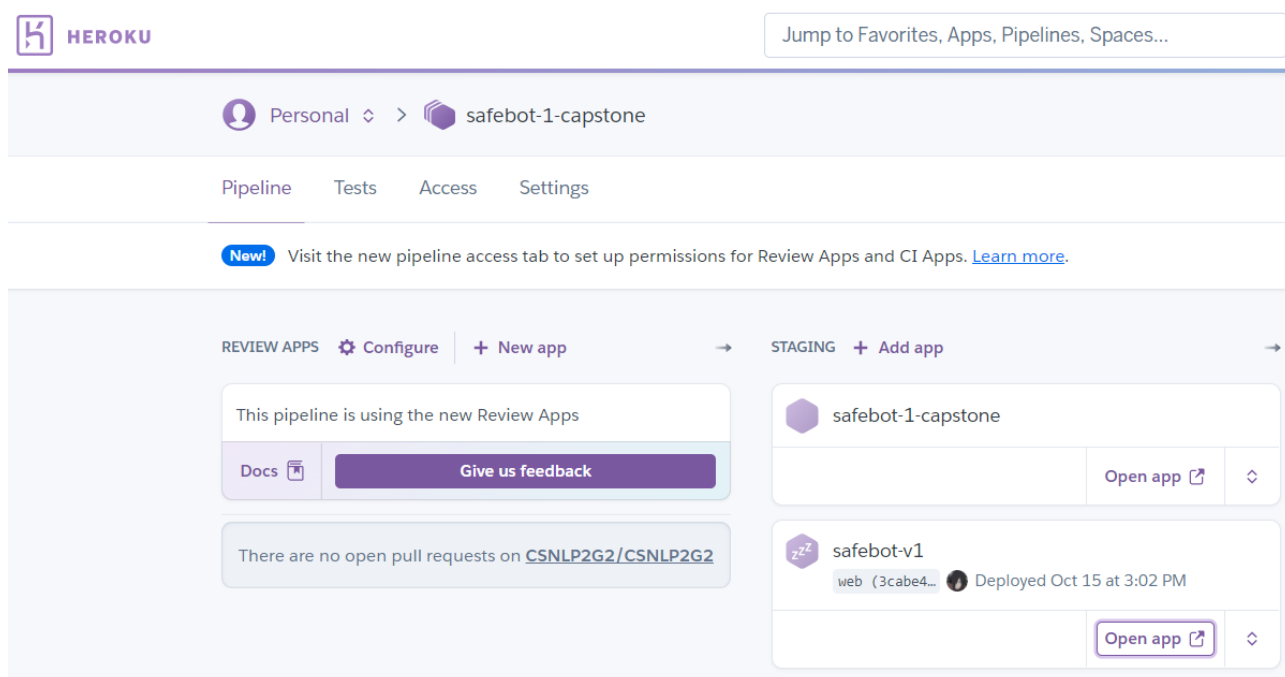 HEROKU
Jump to Favorites, Apps, Pipelines, Spaces...
Personal > safebot-1-capstone
Pipeline Tests Access Settings
New! Visit the new pipeline access tab to set up permissions for Review Apps and CI Apps. Learn more.
REVIEW APPS Configure + New app
This pipeline is using the new Review Apps
Docs Give us feedback
There are no open pull requests on CSNLP2G2/CSNLP2G2
STAGING + Add app
safebot-1-capstone
Open app
zzZ safebot-v1
web (3cabe4… Deployed Oct 15 at 3:02 PM
Open app